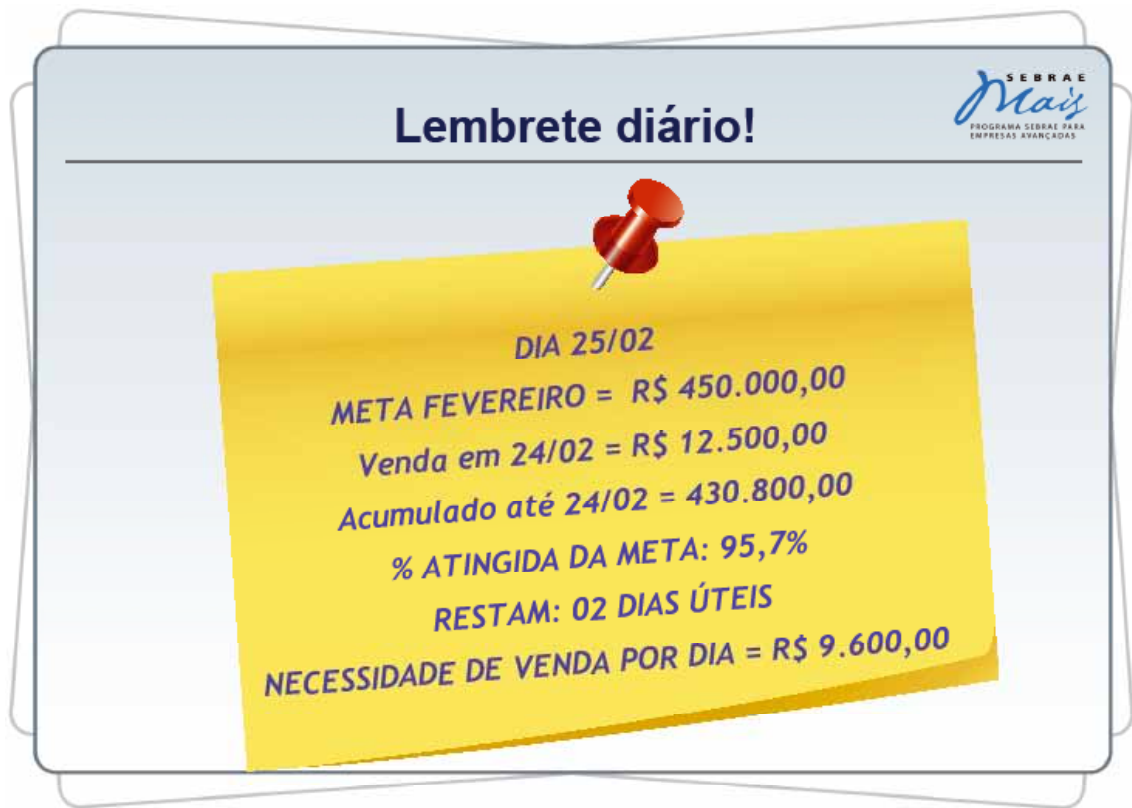 SEBRAE
Mais
PROGRAMA SEBRAE PARA
EMPRESAS AVANÇADAS
Lembrete diário!
DIA 25/02
META FEVEREIRO = R$ 450.000,00
Venda em 24/02 = R$ 12.500,00
Acumulado até 24/02 = 430.800,00
% ATINGIDA DA META: 95,7%
RESTAM: 02 DIAS ÚTEIS
NECESSIDADE DE VENDA POR DIA = R$ 9.600,00